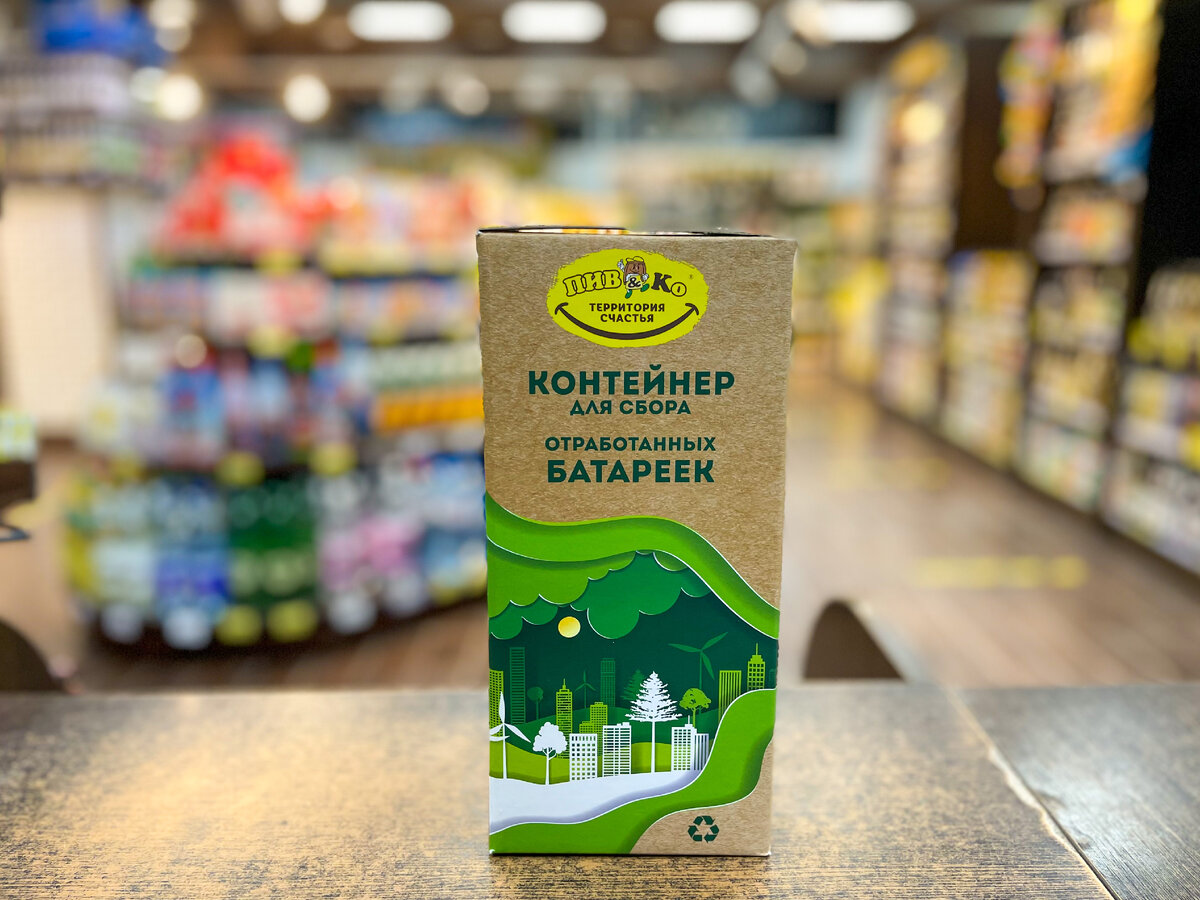 ПИВ&Ко®
ТЕРРИТОРИЯ
СЧАСТЬЯ
КОНТЕЙНЕР
ДЛЯ СБОРА
ОТРАБОТАННЫХ
БАТАРЕЕК